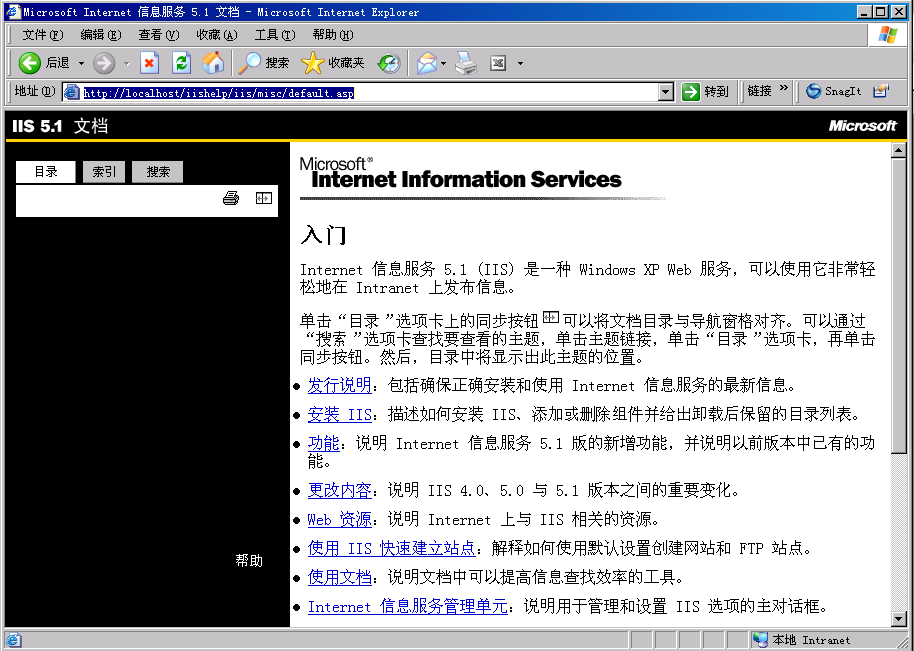 Microsoft Internet 信息服务 5.1 文档 - Microsoft Internet Explorer
文件(F) 编辑(E) 查看(V) 收藏(A) 工具(T) 帮助(H)
后退 搜索 收藏夹
地址(D) http://localhost/iishelp/iis/misc/default.asp 转到 链接 » SnagIt
IIS 5.1 文档 Microsoft
目录 索引 搜索
Microsoft®
Internet Information Services
入门
Internet 信息服务 5.1 (IIS) 是一种 Windows XP Web 服务，可以使用它非常轻
松地在 Intranet 上发布信息。
单击“目录”选项卡上的同步按钮 可以将文档目录与导航窗格对齐。可以通过
“搜索”选项卡查找要查看的主题，单击主题链接，单击“目录”选项卡，再单击
同步按钮。然后，目录中将显示出此主题的位置。
● 发行说明：包括确保正确安装和使用 Internet 信息服务的最新信息。
● 安装 IIS：描述如何安装 IIS、添加或删除组件并给出卸载后保留的目录列表。
● 功能：说明 Internet 信息服务 5.1 版的新增功能，并说明以前版本中已有的功
能。
● 更改内容：说明 IIS 4.0、5.0 与 5.1 版本之间的重要变化。
● Web 资源：说明 Internet 上与 IIS 相关的资源。
● 使用 IIS 快速建立站点：解释如何使用默认设置创建网站和 FTP 站点。
● 使用文档：说明文档中可以提高信息查找效率的工具。
● Internet 信息服务管理单元：说明用于管理和设置 IIS 选项的主对话框。
帮助
本地 Intranet